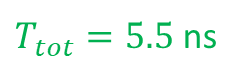 T_tot = 5.5 ns